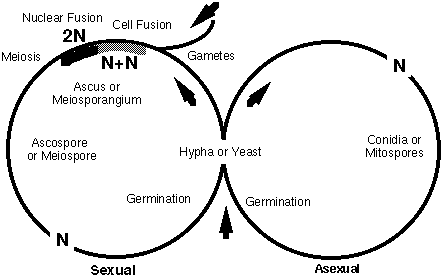 Nuclear Fusion
2N
Cell Fusion
Meiosis
N+N
Gametes
N
Ascus or
Meiosporangium
Ascospore
or Meiospore
Hypha or Yeast
Conidia or
Mitospores
Germination
Germination
N
Sexual
Asexual